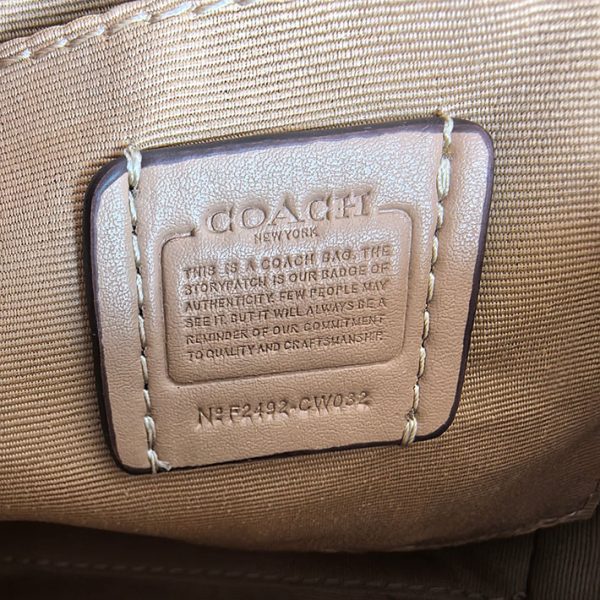 COACH
NEW YORK
THIS IS A COACH BAG. THE
STORYPATCH IS OUR BADGE OF
AUTHENTICITY. FEW PEOPLE MAY
SEE IT. BUT IT WILL ALWAYS BE A
REMINDER OF OUR COMMITMENT
TO QUALITY AND CRAFTSMANSHIP.
Nº F2492-CW032